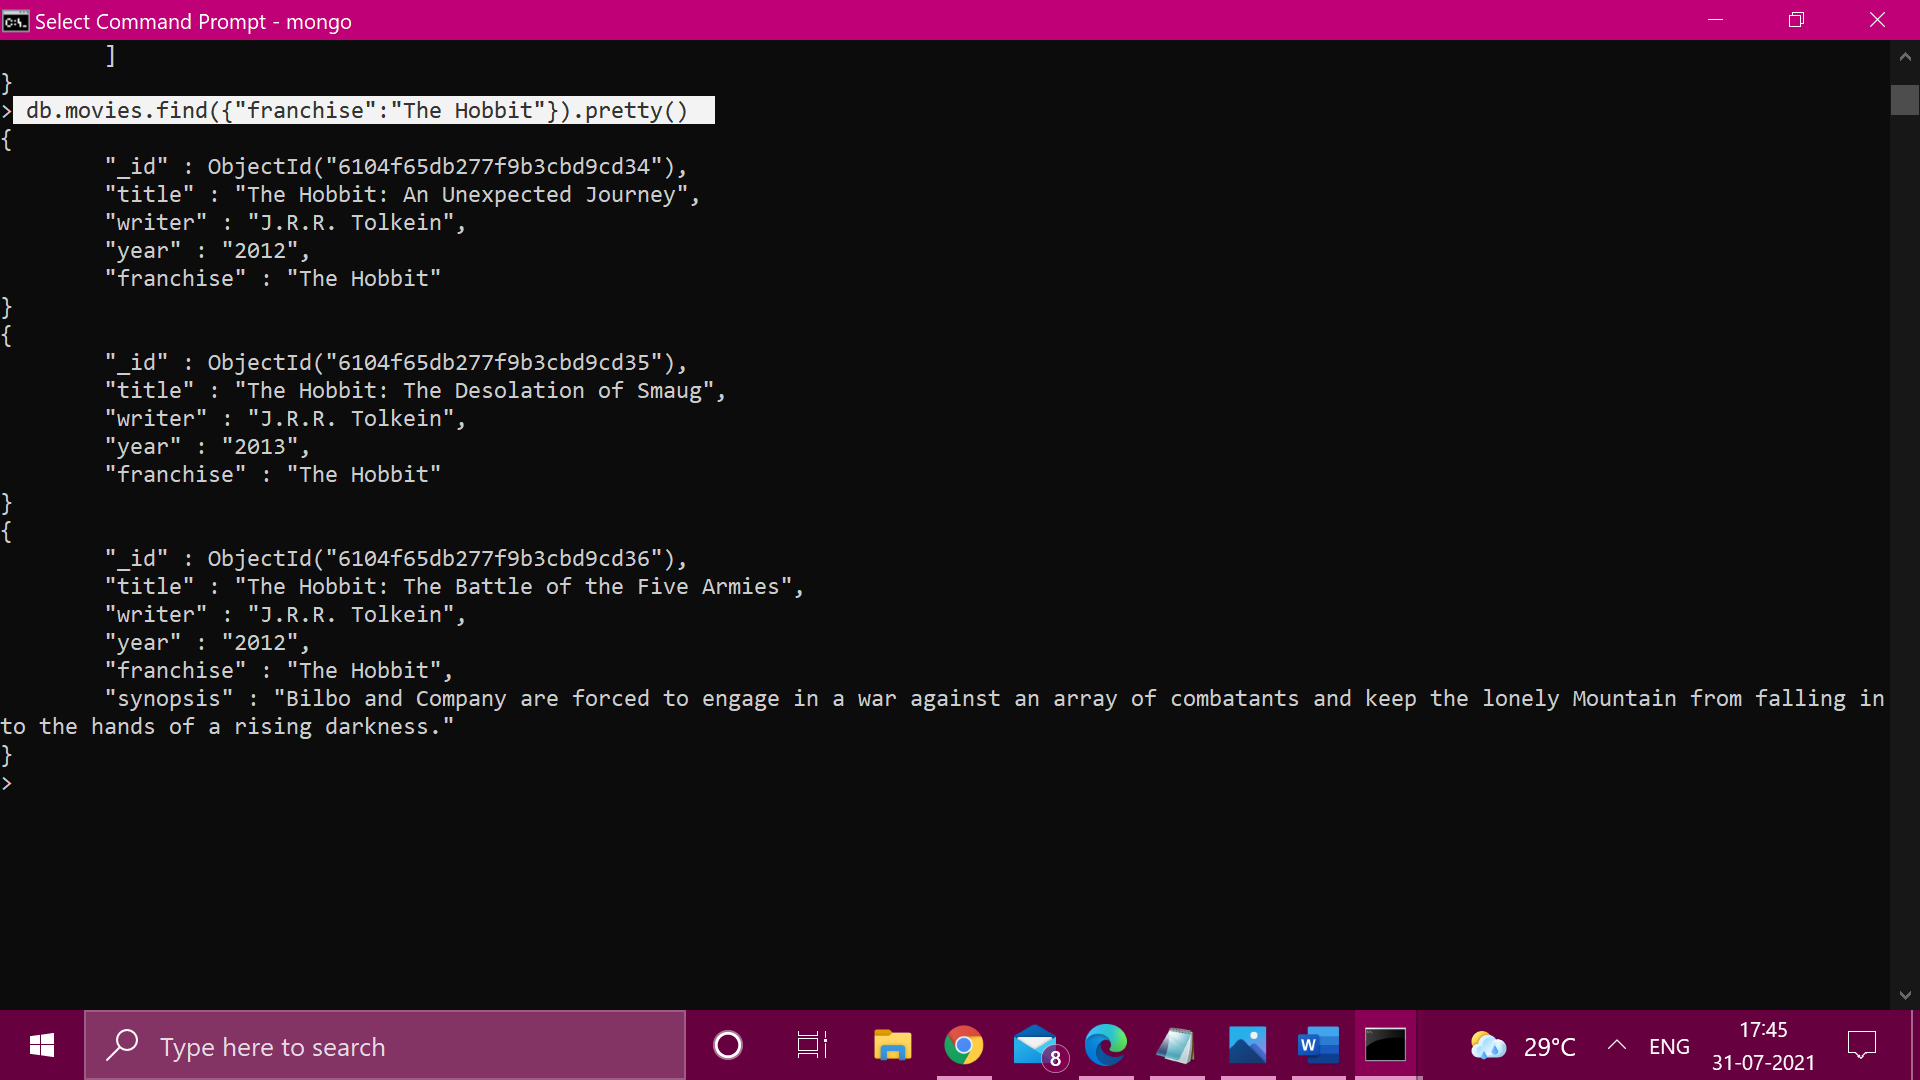 Select Command Prompt - mongo
]
}
> db.movies.find({"franchise":"The Hobbit"}).pretty()
{
"_id" : ObjectId("6104f65db277f9b3cbd9cd34"),
"title" : "The Hobbit: An Unexpected Journey",
"writer" : "J.R.R. Tolkein",
"year" : "2012",
"franchise" : "The Hobbit"
}
{
"_id" : ObjectId("6104f65db277f9b3cbd9cd35"),
"title" : "The Hobbit: The Desolation of Smaug",
"writer" : "J.R.R. Tolkein",
"year" : "2013",
"franchise" : "The Hobbit"
}
{
"_id" : ObjectId("6104f65db277f9b3cbd9cd36"),
"title" : "The Hobbit: The Battle of the Five Armies",
"writer" : "J.R.R. Tolkein",
"year" : "2012",
"franchise" : "The Hobbit",
"synopsis" : "Bilbo and Company are forced to engage in a war against an array of combatants and keep the lonely Mountain from falling in
to the hands of a rising darkness."
}
>
Type here to search
8
29°C
ENG
17:45
31-07-2021